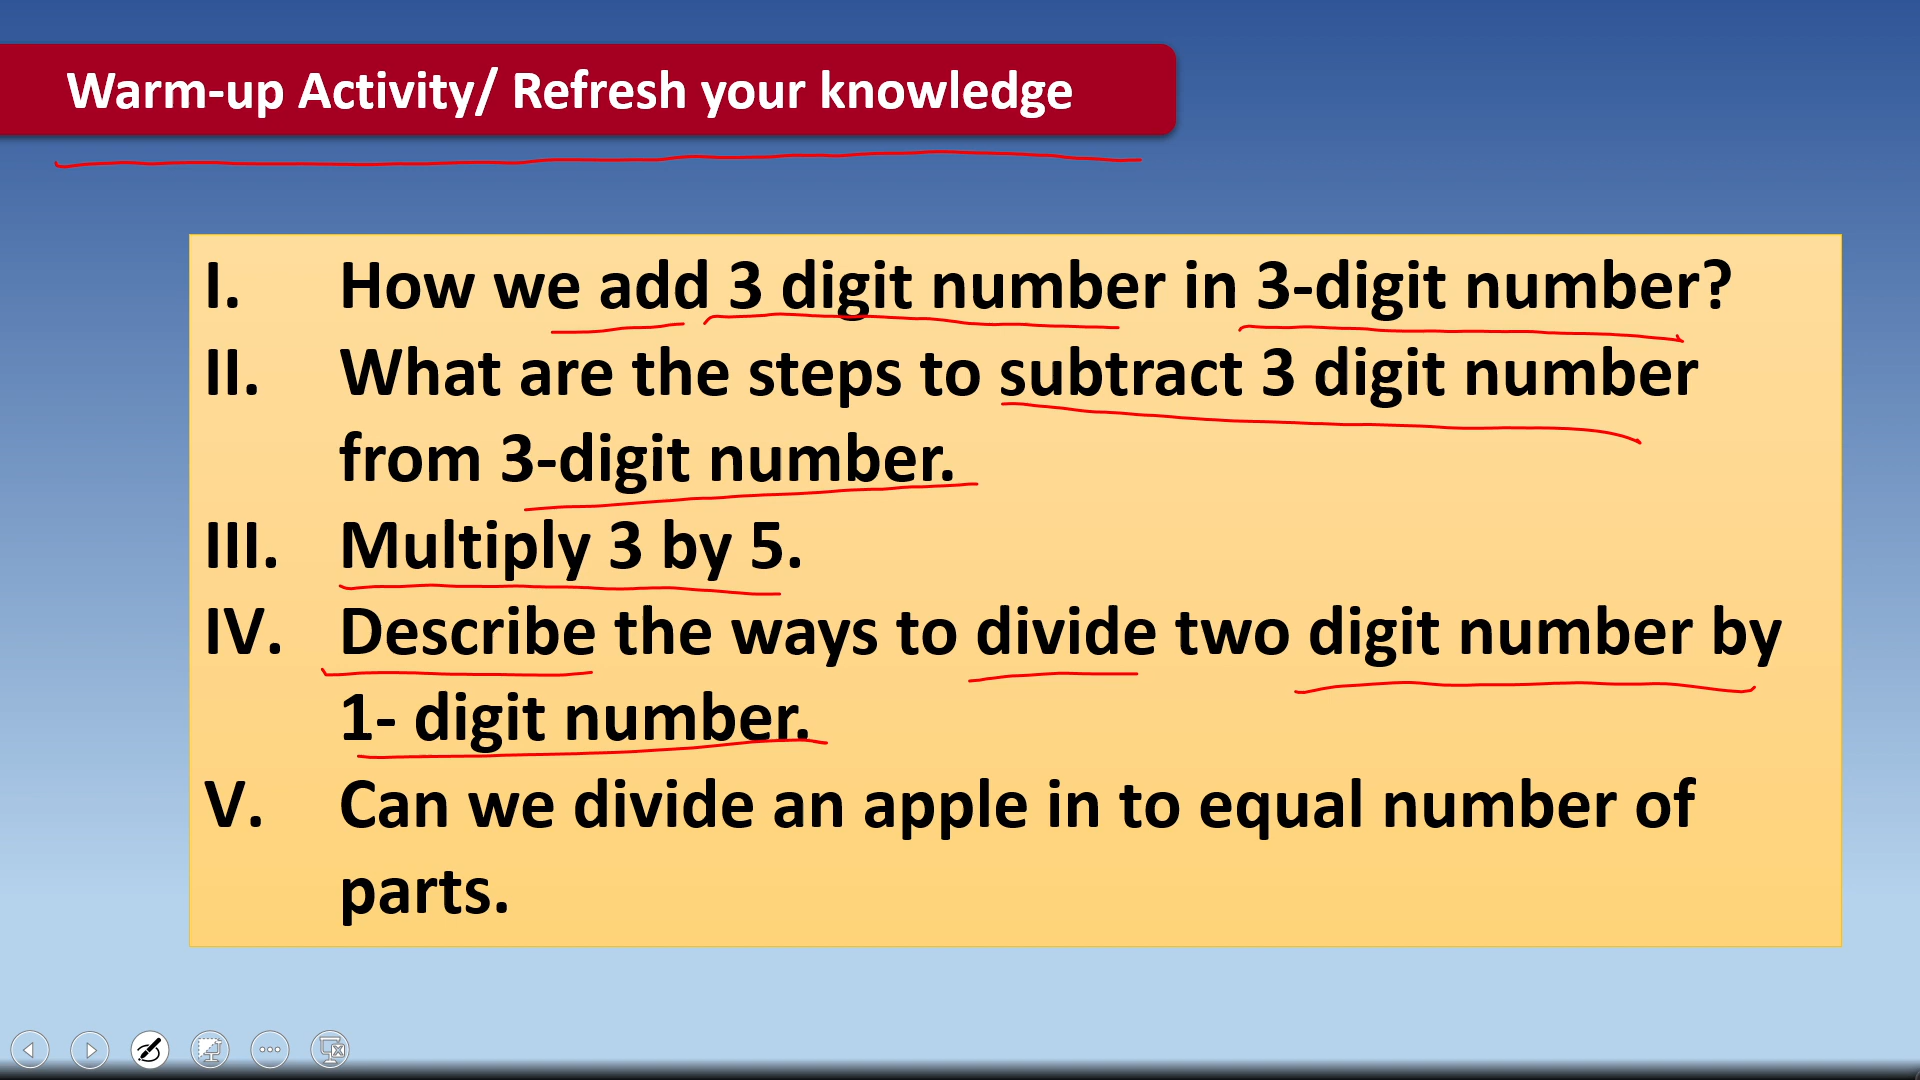 Warm-up Activity/ Refresh your knowledge
I. How we add 3 digit number in 3-digit number?
II. What are the steps to subtract 3 digit number
from 3-digit number.
III. Multiply 3 by 5.
IV. Describe the ways to divide two digit number by
1- digit number.
V. Can we divide an apple in to equal number of
parts.